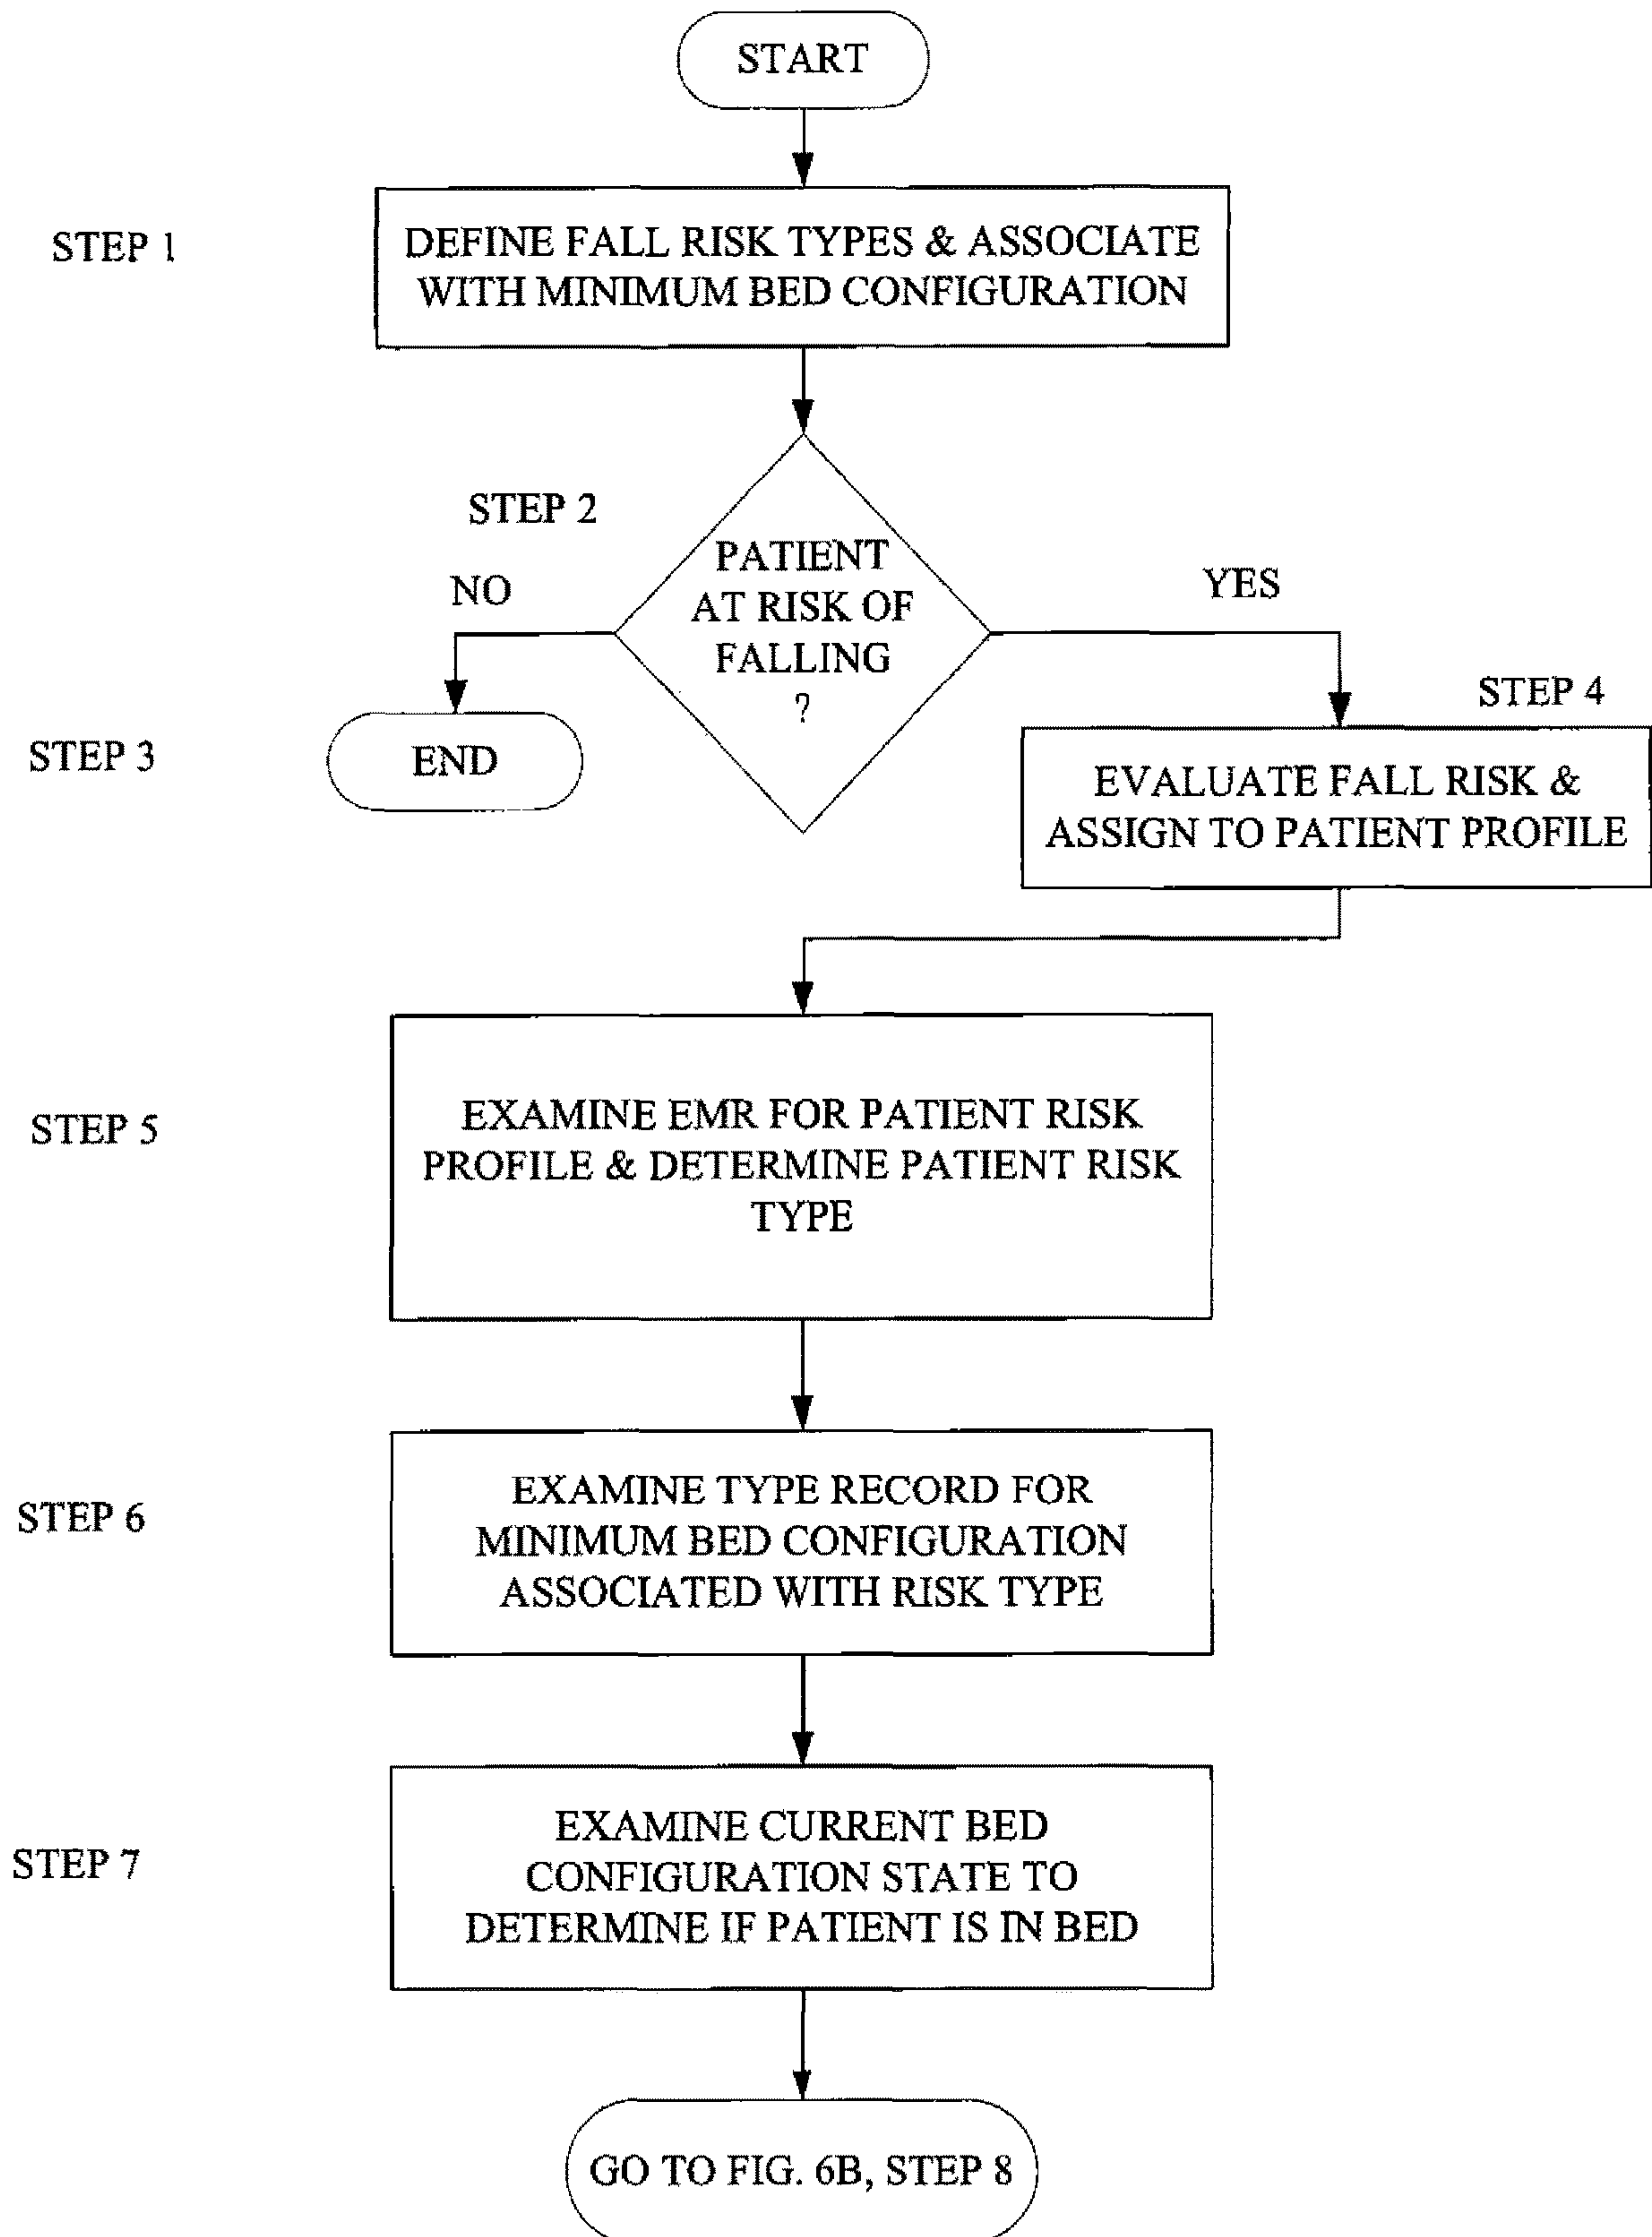 START
STEP 1
DEFINE FALL RISK TYPES & ASSOCIATE
WITH MINIMUM BED CONFIGURATION
STEP 2
PATIENT
AT RISK OF
FALLING
?
NO
YES
STEP 3
END
STEP 4
EVALUATE FALL RISK &
ASSIGN TO PATIENT PROFILE
STEP 5
EXAMINE EMR FOR PATIENT RISK
PROFILE & DETERMINE PATIENT RISK
TYPE
STEP 6
EXAMINE TYPE RECORD FOR
MINIMUM BED CONFIGURATION
ASSOCIATED WITH RISK TYPE
STEP 7
EXAMINE CURRENT BED
CONFIGURATION STATE TO
DETERMINE IF PATIENT IS IN BED
GO TO FIG. 6B, STEP 8